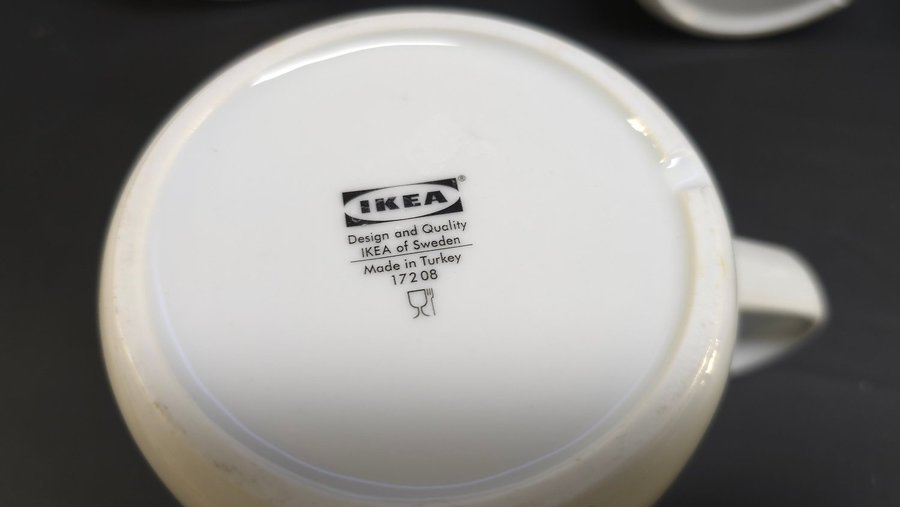 IKEA®
Design and Quality
IKEA of Sweden
Made in Turkey
17208